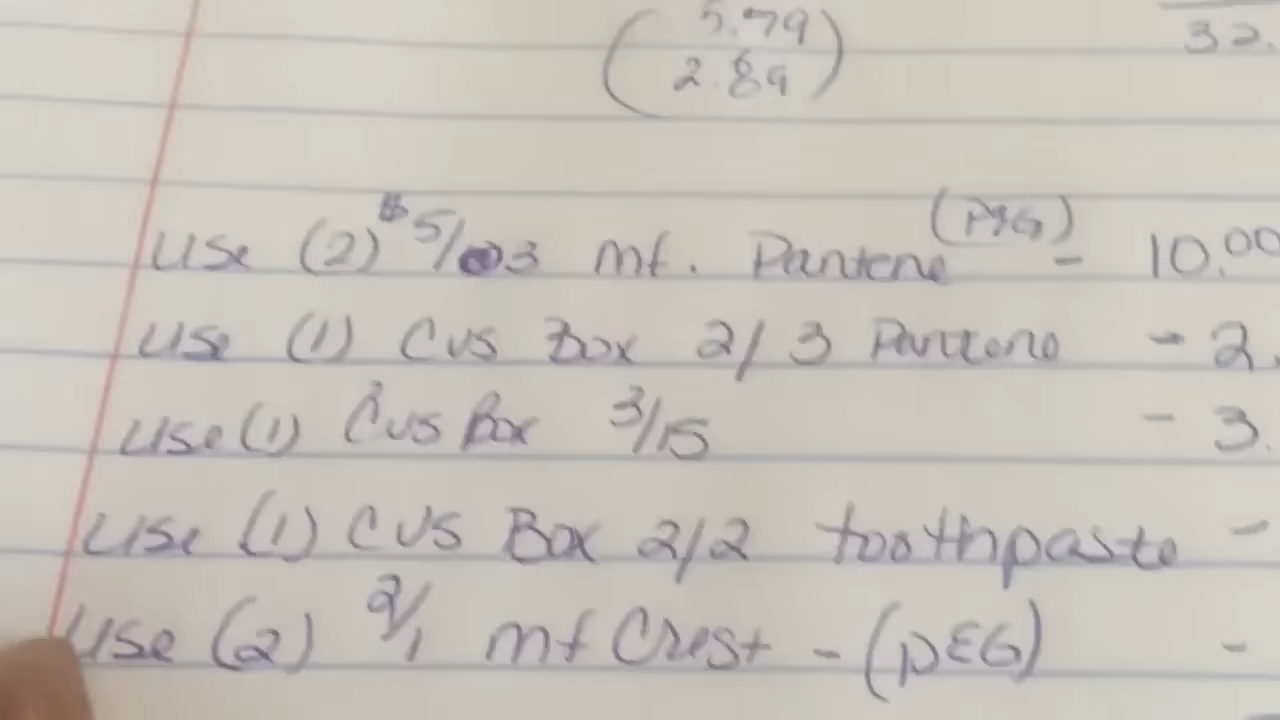 32.
(5.79
2.89)
Use (2) $5/3 mf. Pantene (P&G) - 10.00
Use (1) CVS Box 2/3 Pantene - 2.
Use (1) CVS Box 3/15 - 3.
Use (1) CVS Box 2/2 toothpaste -
Use (2) 2/1 mf Crest - (PEG) -